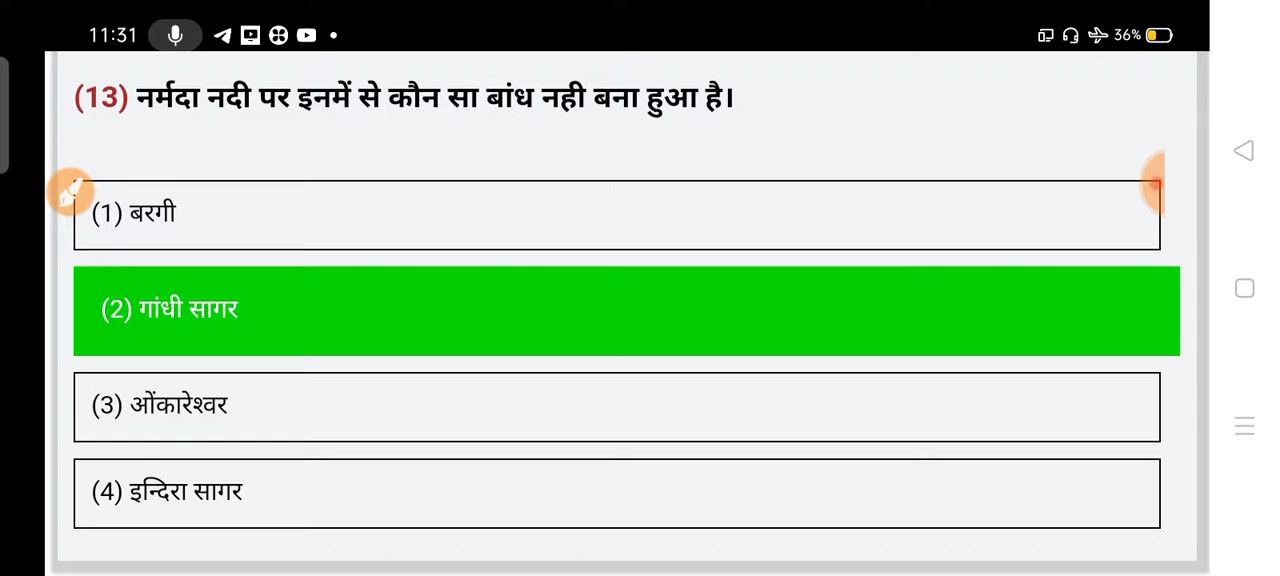 11:31 36%
(13) नर्मदा नदी पर इनमें से कौन सा बांध नही बना हुआ है।
(1) बरगी
(2) गांधी सागर
(3) ओंकारेश्वर
(4) इन्दिरा सागर